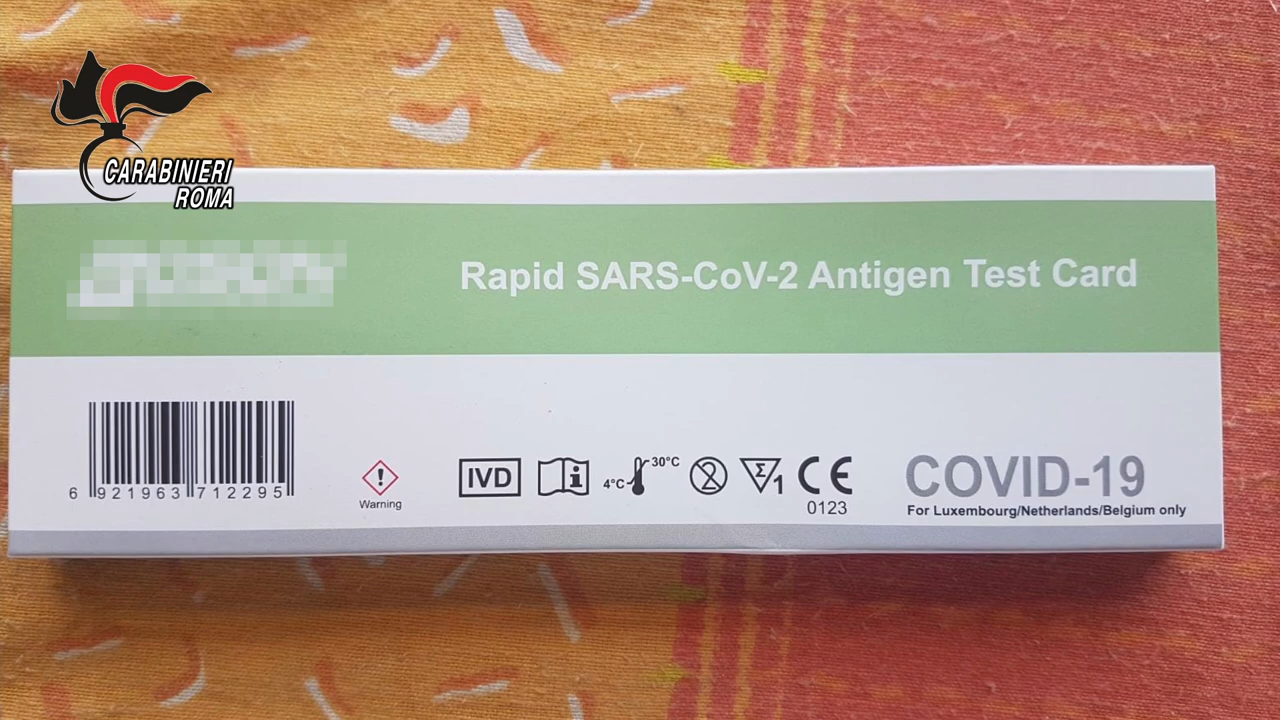 CARABINIERI
ROMA
Rapid SARS-CoV-2 Antigen Test Card
6 921963 712295
Warning
IVD
i
4°C
30°C
2
Σ
1
CE
0123
COVID-19
For Luxembourg/Netherlands/Belgium only